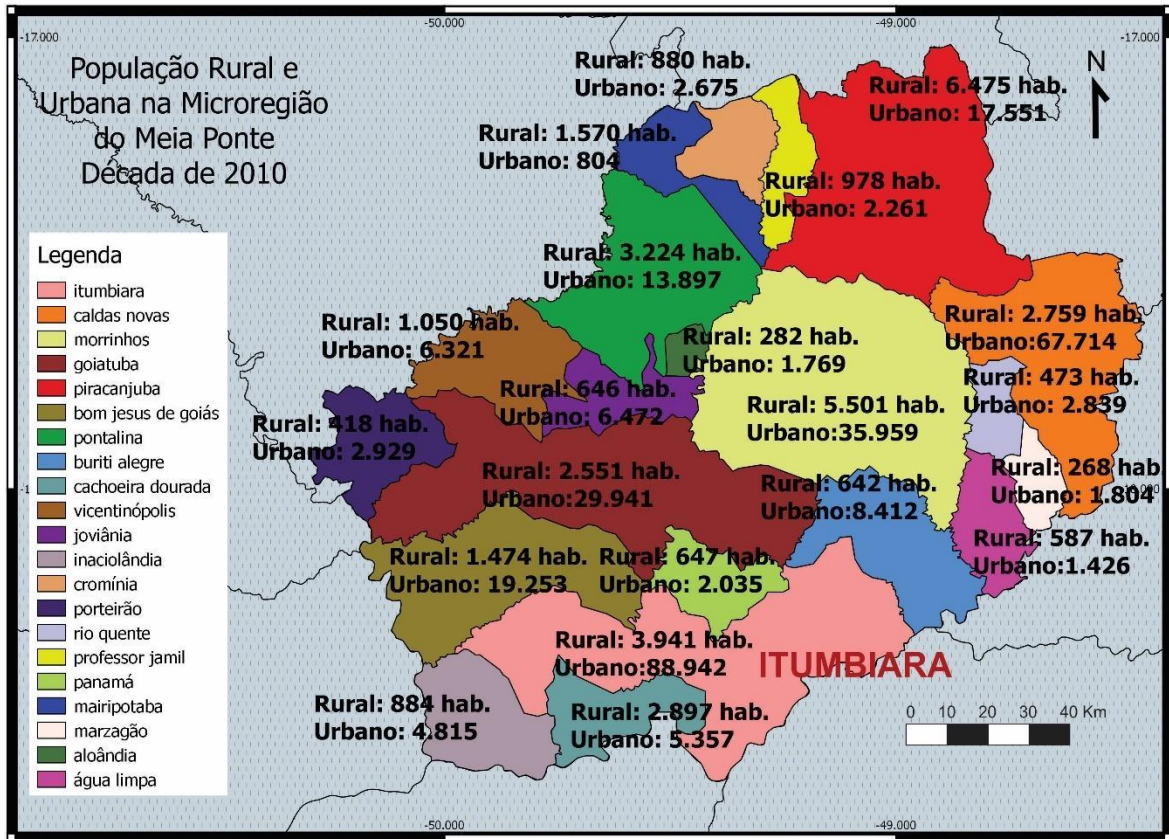 -50.000
-49.000
-17.000
-17.000
População Rural e
Urbana na Microregião
do Meia Ponte
Década de 2010
N
Rural: 880 hab.
Urbano: 2.675
Rural: 6.475 hab.
Urbano: 17.551
Rural: 1.570 hab.
Urbano: 804
Rural: 978 hab.
Urbano: 2.261
Rural: 3.224 hab.
Urbano: 13.897
Rural: 1.050 hab.
Urbano: 6.321
Rural: 282 hab.
Urbano: 1.769
Rural: 2.759 hab.
Urbano:67.714
Rural: 646 hab.
Urbano: 6.472
Rural: 473 hab.
Urbano: 2.839
Rural: 418 hab.
Urbano: 2.929
Rural: 5.501 hab.
Urbano:35.959
Rural: 2.551 hab.
Urbano:29.941
Rural: 642 hab.
Urbano:8.412
Rural: 268 hab
Urbano: 1.804
Rural: 587 hab.
Urbano:1.426
Rural: 1.474 hab.
Urbano: 19.253
Rural: 647 hab.
Urbano: 2.035
Rural: 3.941 hab.
Urbano:88.942
ITUMBIARA
Rural: 884 hab.
Urbano: 4.815
Rural: 2.897 hab.
Urbano: 5.357
0 10 20 30 40 Km
Legenda
itumbiara
caldas novas
morrinhos
goiatuba
piracanjuba
bom jesus de goiás
pontalina
buriti alegre
cachoeira dourada
vicentinópolis
joviânia
inaciolândia
cromínia
porteirão
rio quente
professor jamil
panamá
mairipotaba
marzagão
aloândia
água limpa
-50.000
-49.000